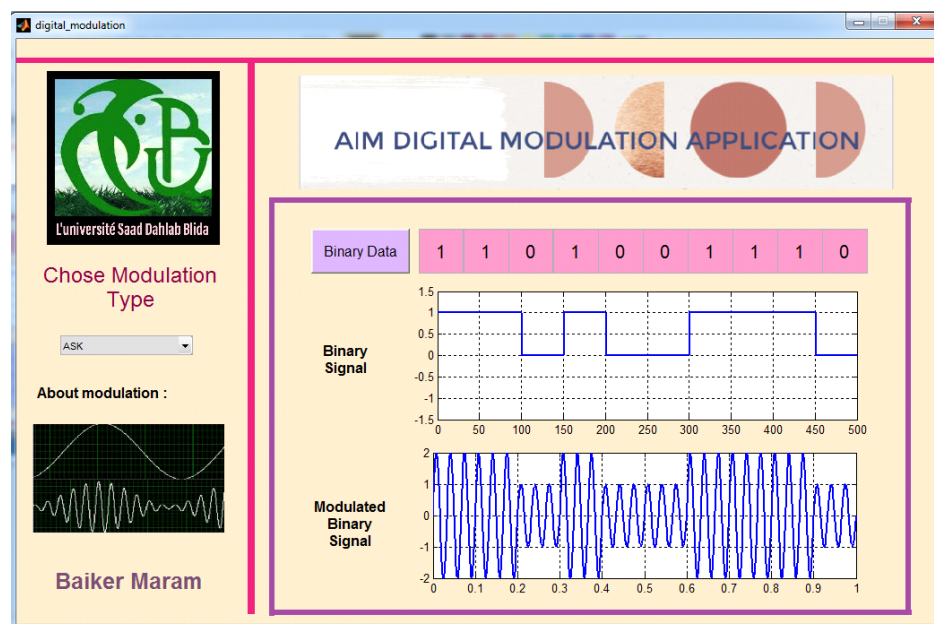 digital_modulation
AIM DIGITAL MODULATION APPLICATION
L'université Saad Dahlab Blida
Chose Modulation
Type
ASK
About modulation :
Baiker Maram
Binary Data 1 1 0 1 0 0 1 1 1 0
Binary
Signal
1.5
1
0.5
0
-0.5
-1
-1.5
0 50 100 150 200 250 300 350 400 450 500
Modulated
Binary
Signal
2
1
0
-1
-2
0 0.1 0.2 0.3 0.4 0.5 0.6 0.7 0.8 0.9 1